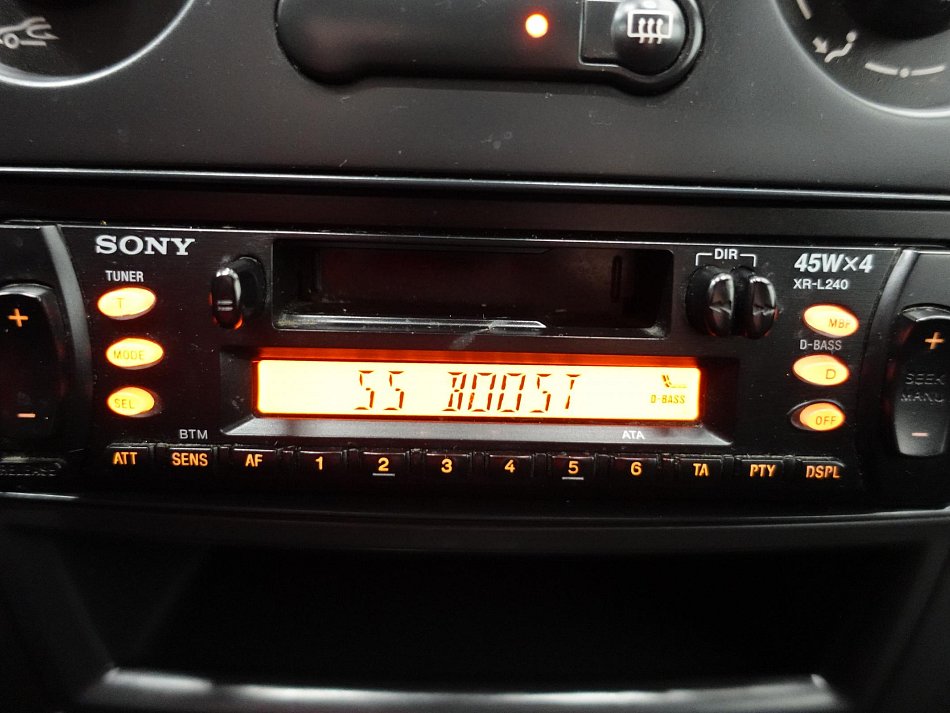 SONY
TUNER
T
MODE
SEL
+
−
DIR
45W×4
XR-L240
MBP
D-BASS
D
OFF
+
SEEK
MANU
−
SS BOOST
D-BASS
BTM
ATA
ATT SENS AF 1 2 3 4 5 6 TA PTY DSPL